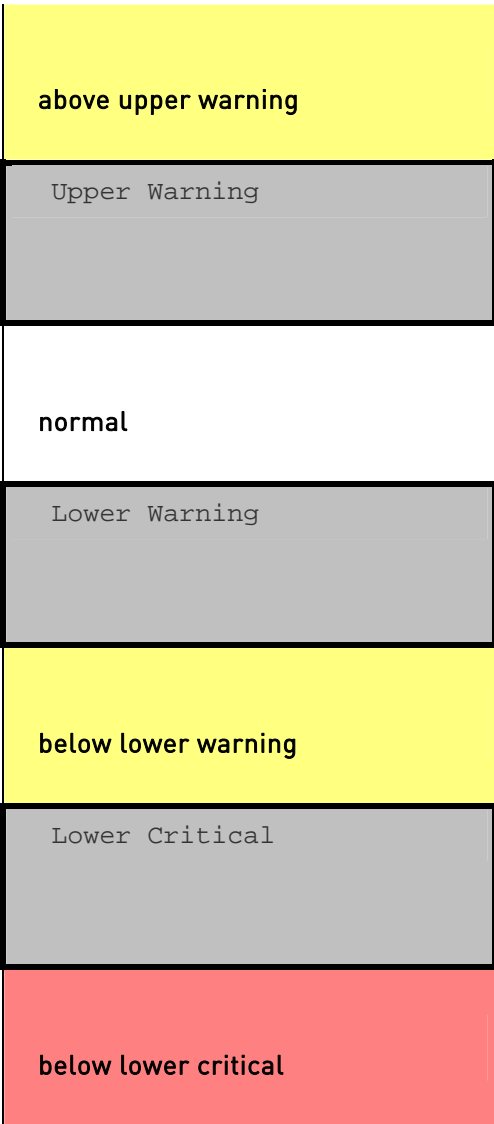 above upper warning
Upper Warning
normal
Lower Warning
below lower warning
Lower Critical
below lower critical